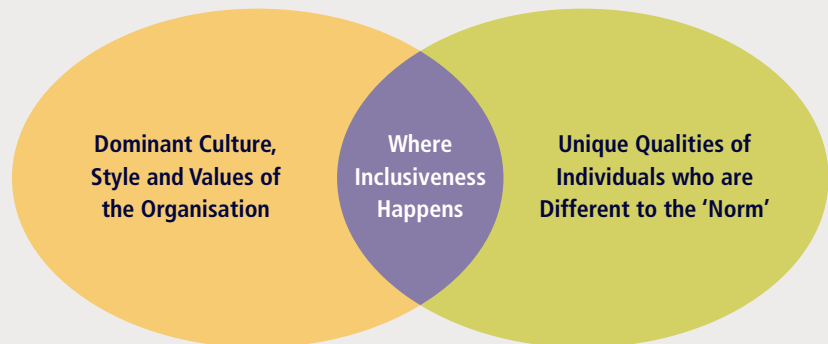 Dominant Culture,
Style and Values of
the Organisation
Where
Inclusiveness
Happens
Unique Qualities of
Individuals who are
Different to the ‘Norm’